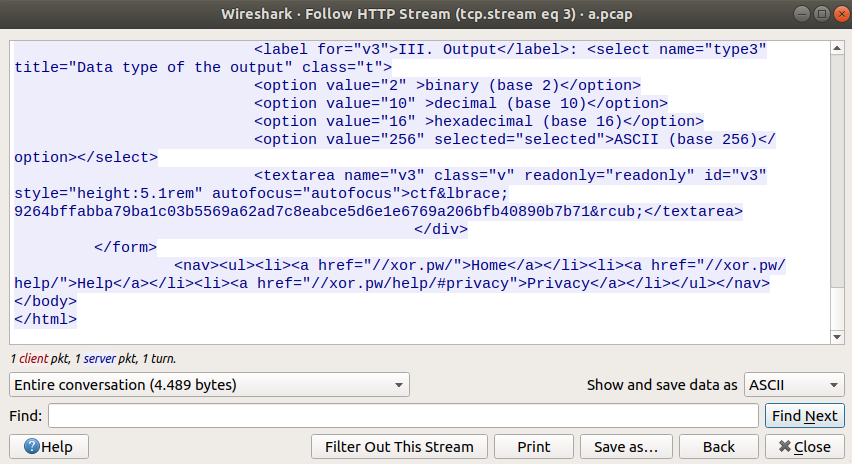 Wireshark · Follow HTTP Stream (tcp.stream eq 3) · a.pcap
<label for="v3">III. Output</label>: <select name="type3"
title="Data type of the output" class="t">
<option value="2" >binary (base 2)</option>
<option value="10" >decimal (base 10)</option>
<option value="16" >hexadecimal (base 16)</option>
<option value="256" selected="selected">ASCII (base 256)</
option></select>
<textarea name="v3" class="v" readonly="readonly" id="v3"
style="height:5.1rem" autofocus="autofocus">ctf&lbrace;
9264bffabba79ba1c03b5569a62ad7c8eabce5d6e1e6769a206bfb40890b7b71&rcub;</textarea>
</div>
</form>
<nav><ul><li><a href="//xor.pw/">Home</a></li><li><a href="//xor.pw/
help/">Help</a></li><li><a href="//xor.pw/help/#privacy">Privacy</a></li></ul></nav>
</body>
</html>
1 client pkt, 1 server pkt, 1 turn.
Entire conversation (4.489 bytes)
Show and save data as ASCII
Find:
Find Next
Help
Filter Out This Stream
Print
Save as…
Back
Close